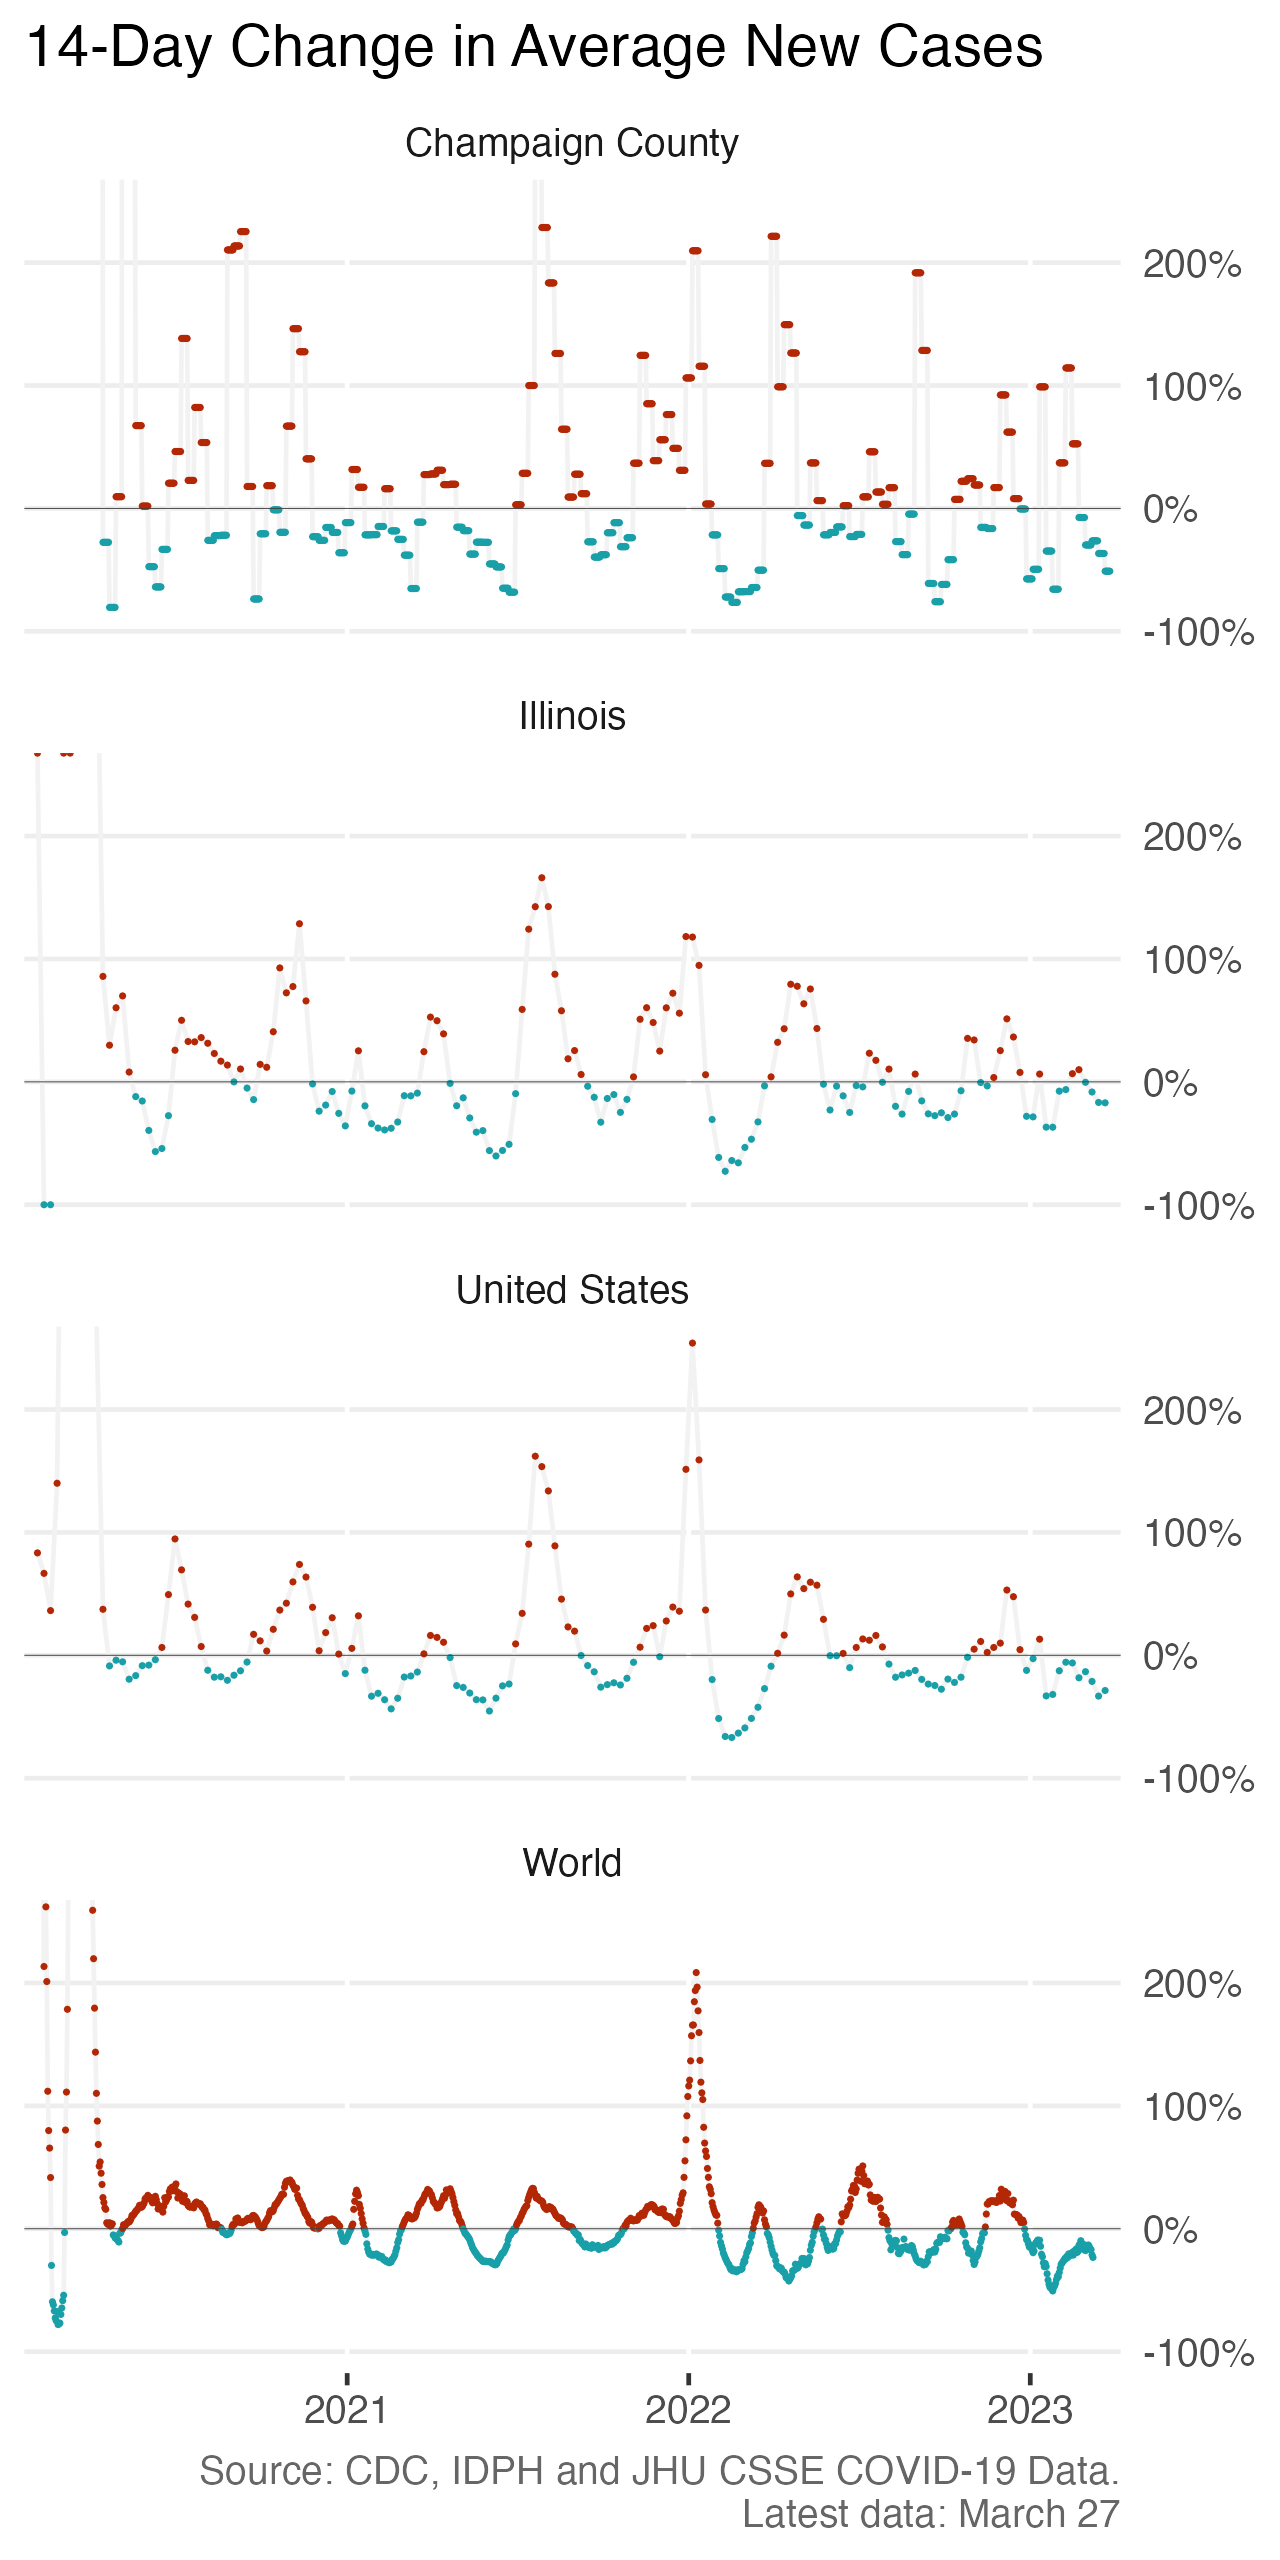 14-Day Change in Average New Cases
Champaign County
200%
100%
0%
-100%
Illinois
200%
100%
0%
-100%
United States
200%
100%
0%
-100%
World
200%
100%
0%
-100%
2021 2022 2023
Source: CDC, IDPH and JHU CSSE COVID-19 Data.
Latest data: March 27